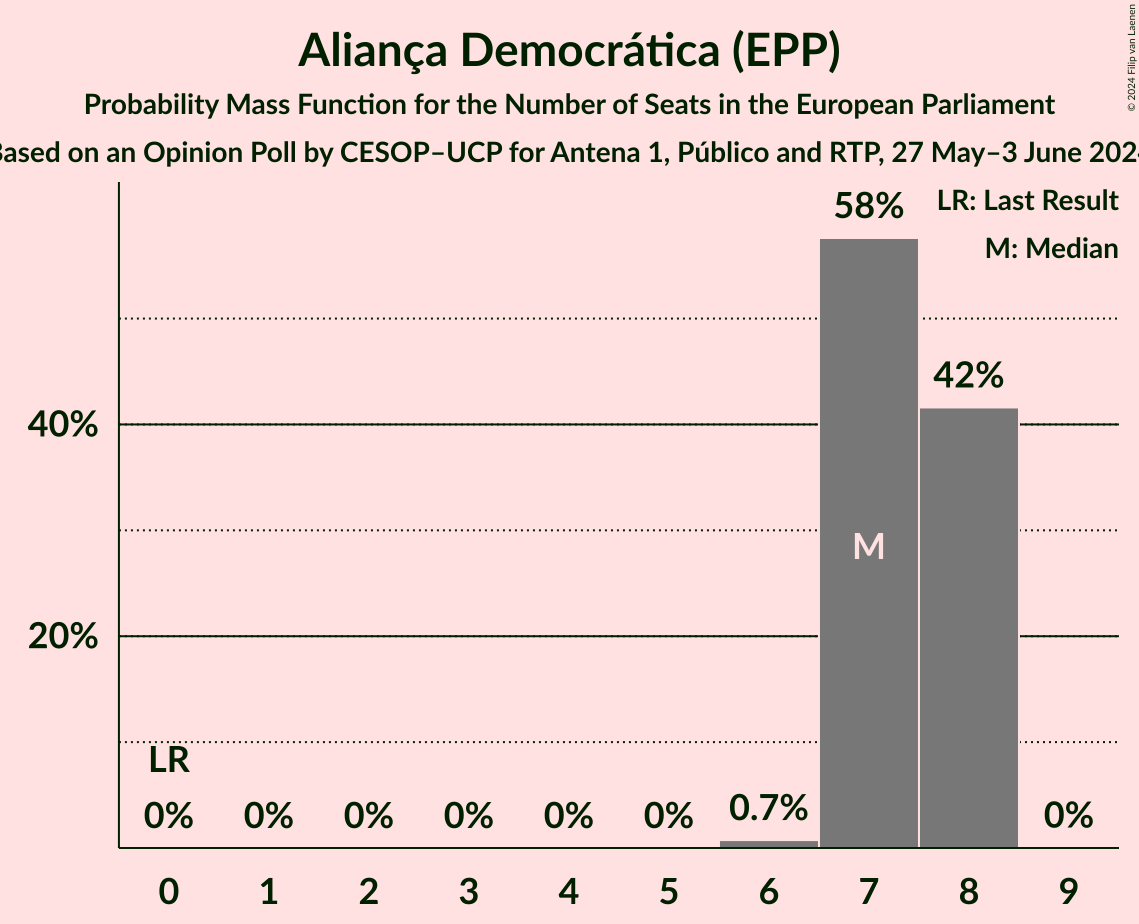 Aliança Democrática (EPP)
Probability Mass Function for the Number of Seats in the European Parliament
on an Opinion Poll by CESOP–UCP for Antena 1, Público and RTP, 27 May–3 June
© 2024 Filip van Laenen
LR: Last Result
M: Median
58%
42%
40%
M
20%
LR
0% 0% 0% 0% 0% 0% 0.7% 0%
0 1 2 3 4 5 6 7 8 9